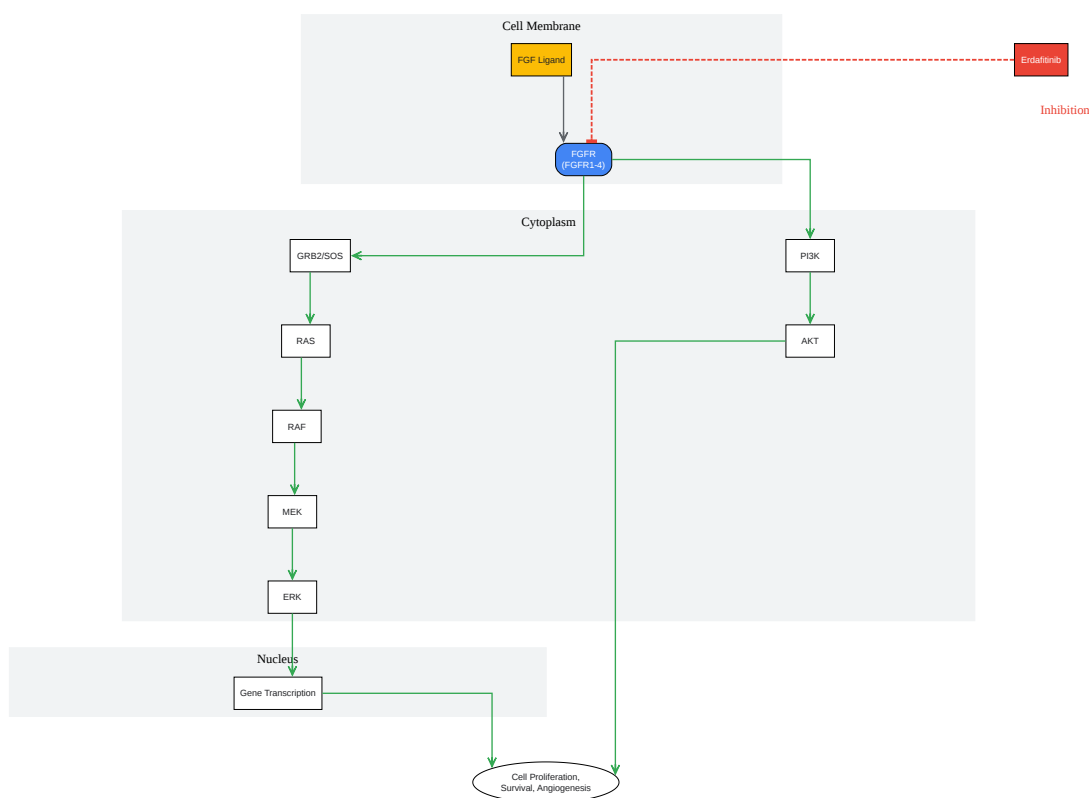 Cell Membrane
FGF Ligand
Erdafitinib
Inhibition
FGFR
(FGFR1-4)
Cytoplasm
GRB2/SOS
PI3K
RAS
AKT
RAF
MEK
ERK
Nucleus
Gene Transcription
Cell Proliferation,
Survival, Angiogenesis